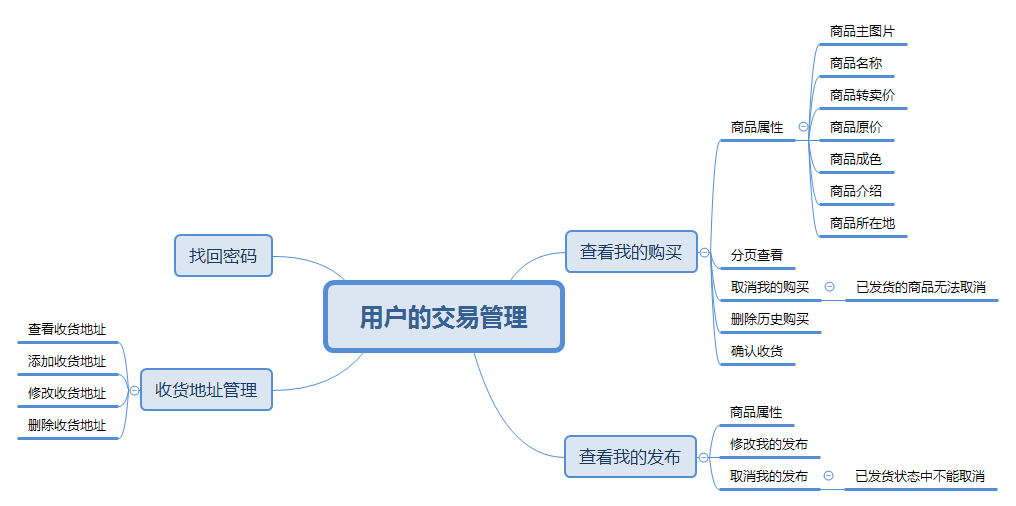 用户的交易管理
查看我的购买
商品属性
商品主图片
商品名称
商品转卖价
商品原价
商品成色
商品介绍
商品所在地
分页查看
取消我的购买
已发货的商品无法取消
删除历史购买
确认收货
查看我的发布
商品属性
修改我的发布
取消我的发布
已发货状态中不能取消
找回密码
收货地址管理
查看收货地址
添加收货地址
修改收货地址
删除收货地址